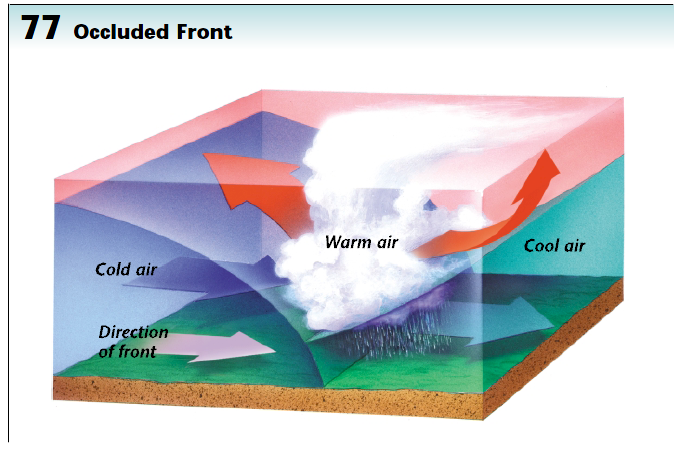 77 Occluded Front
Warm air
Cool air
Cold air
Direction
of front